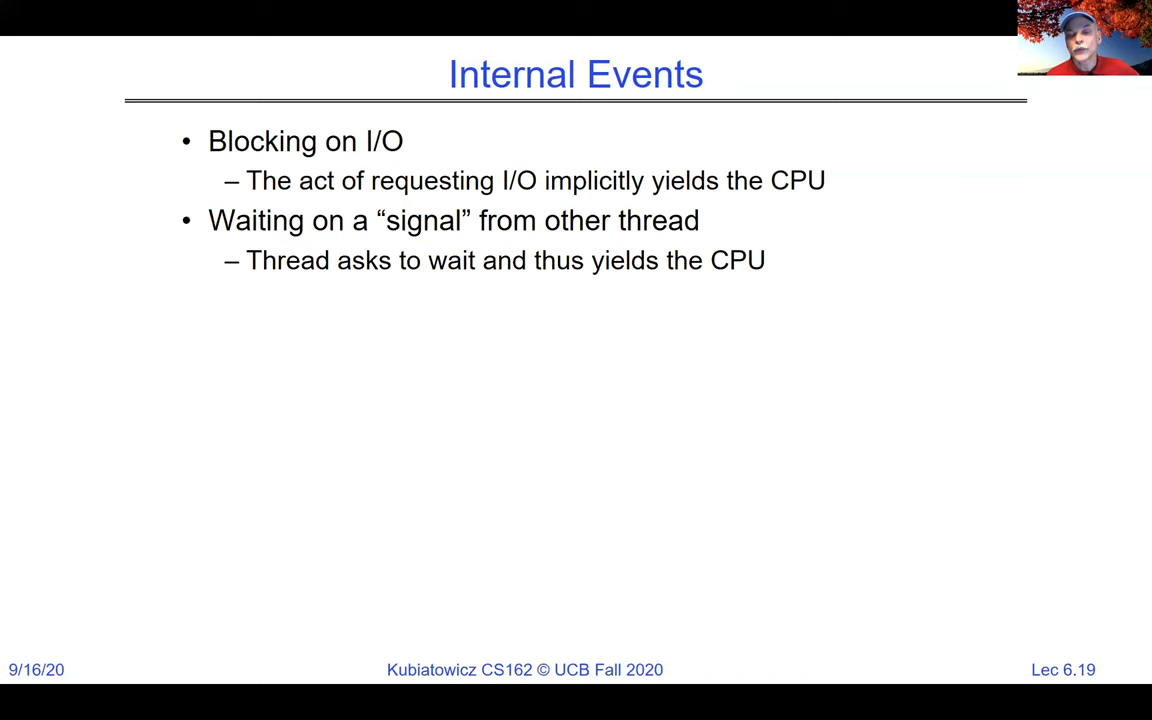 Internal Events
• Blocking on I/O
– The act of requesting I/O implicitly yields the CPU
• Waiting on a “signal” from other thread
– Thread asks to wait and thus yields the CPU
9/16/20
Kubiatowicz CS162 © UCB Fall 2020
Lec 6.19